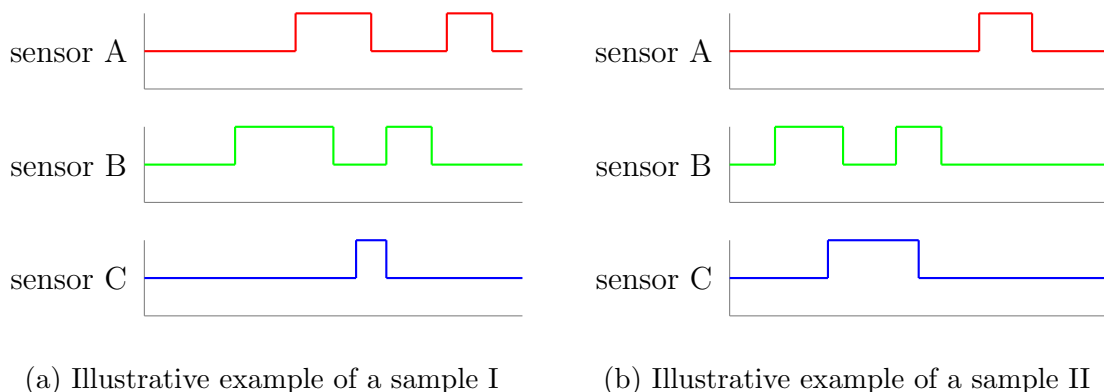 sensor A
sensor B
sensor C
(a) Illustrative example of a sample I
sensor A
sensor B
sensor C
(b) Illustrative example of a sample II